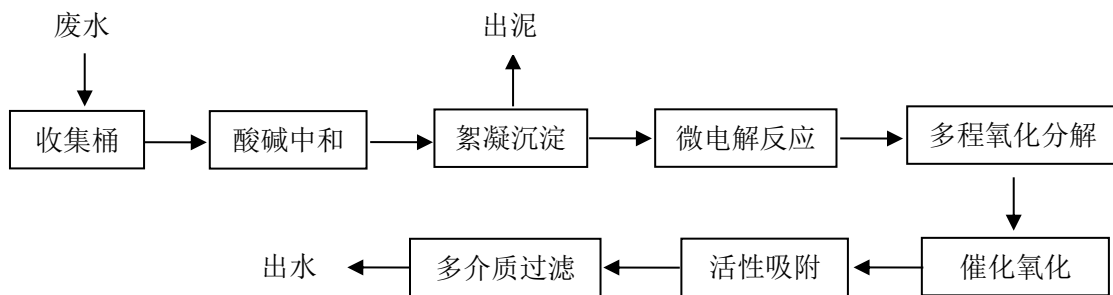 废水
出泥
收集桶
酸碱中和
絮凝沉淀
微电解反应
多程氧化分解
出水
多介质过滤
活性吸附
催化氧化